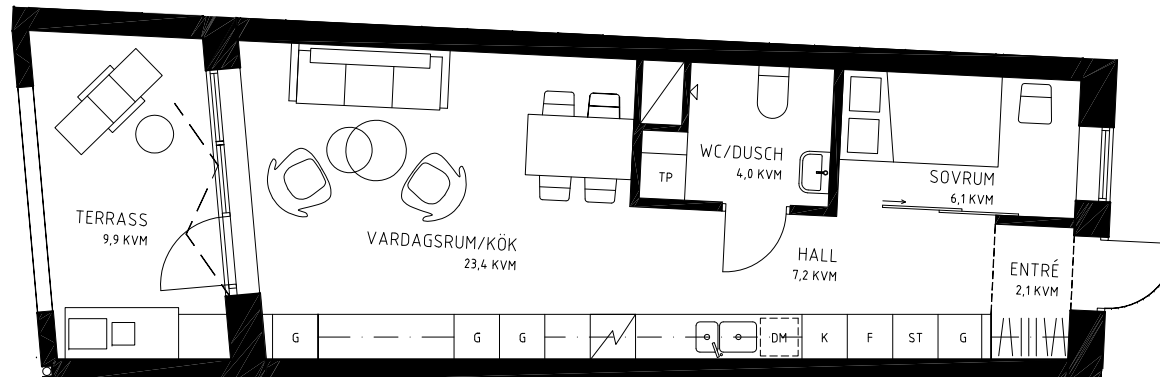 WC/DUSCH
4,0 KVM
TP
SOVRUM
6,1 KVM
TERRASS
9,9 KVM
VARDAGSRUM/KÖK
23,4 KVM
HALL
7,2 KVM
ENTRÉ
2,1 KVM
G G G DM K F ST G